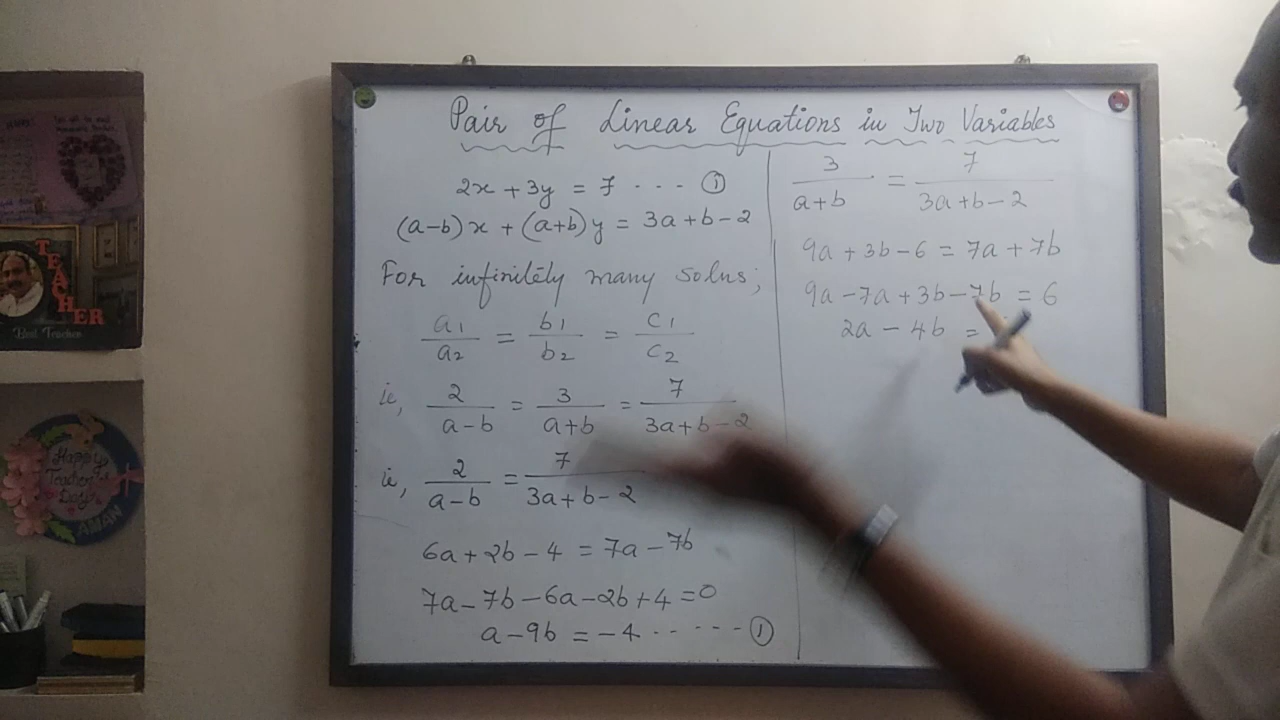 Pair of Linear Equations in Two Variables
2x + 3y = 7 - - - ①
(a-b)x + (a+b)y = 3a+b-2
For infinitely many solns;
a₁/a₂ = b₁/b₂ = c₁/c₂
ie, 2/(a-b) = 3/(a+b) = 7/(3a+b-2)
ie, 2/(a-b) = 7/(3a+b-2)
6a+2b-4 = 7a-7b
7a-7b-6a-2b+4=0
a-9b = -4 - - - - - ①
3/(a+b) = 7/(3a+b-2)
9a+3b-6 = 7a+7b
9a-7a+3b-7b = 6
2a-4b =
TEACHER
Best Teacher
Happy
Teacher's
Day
AMAN